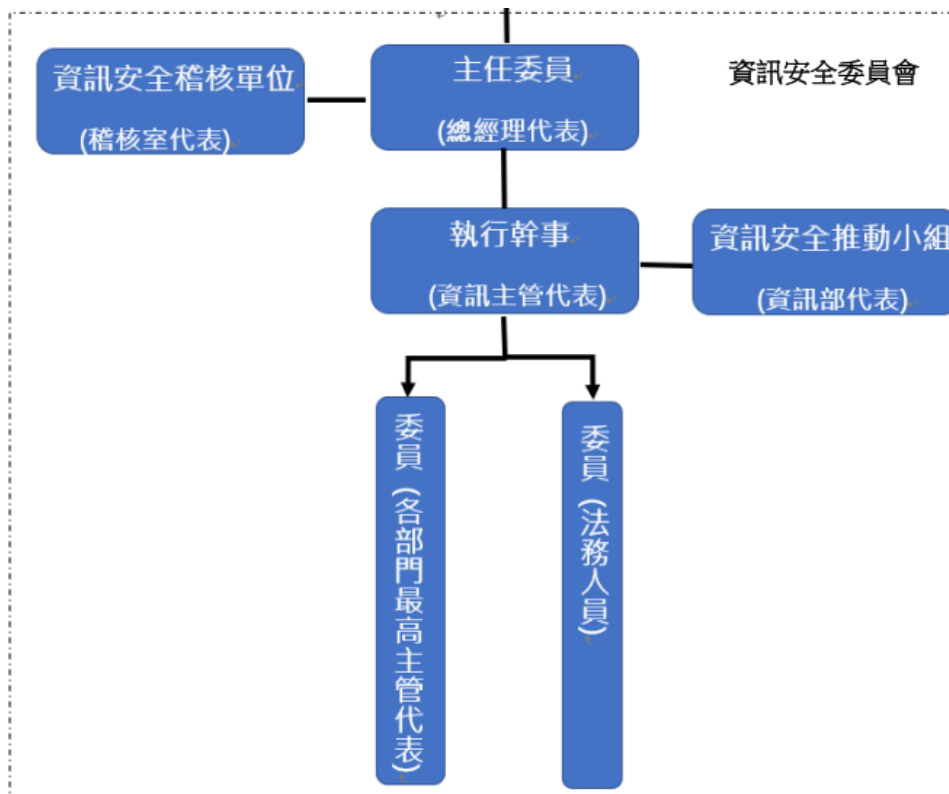 資訊安全委員會
資訊安全稽核單位
(稽核室代表)
主任委員
(總經理代表)
執行幹事
(資訊主管代表)
資訊安全推動小組
(資訊部代表)
委員(各部門最高主管代表)
委員(法務人員)